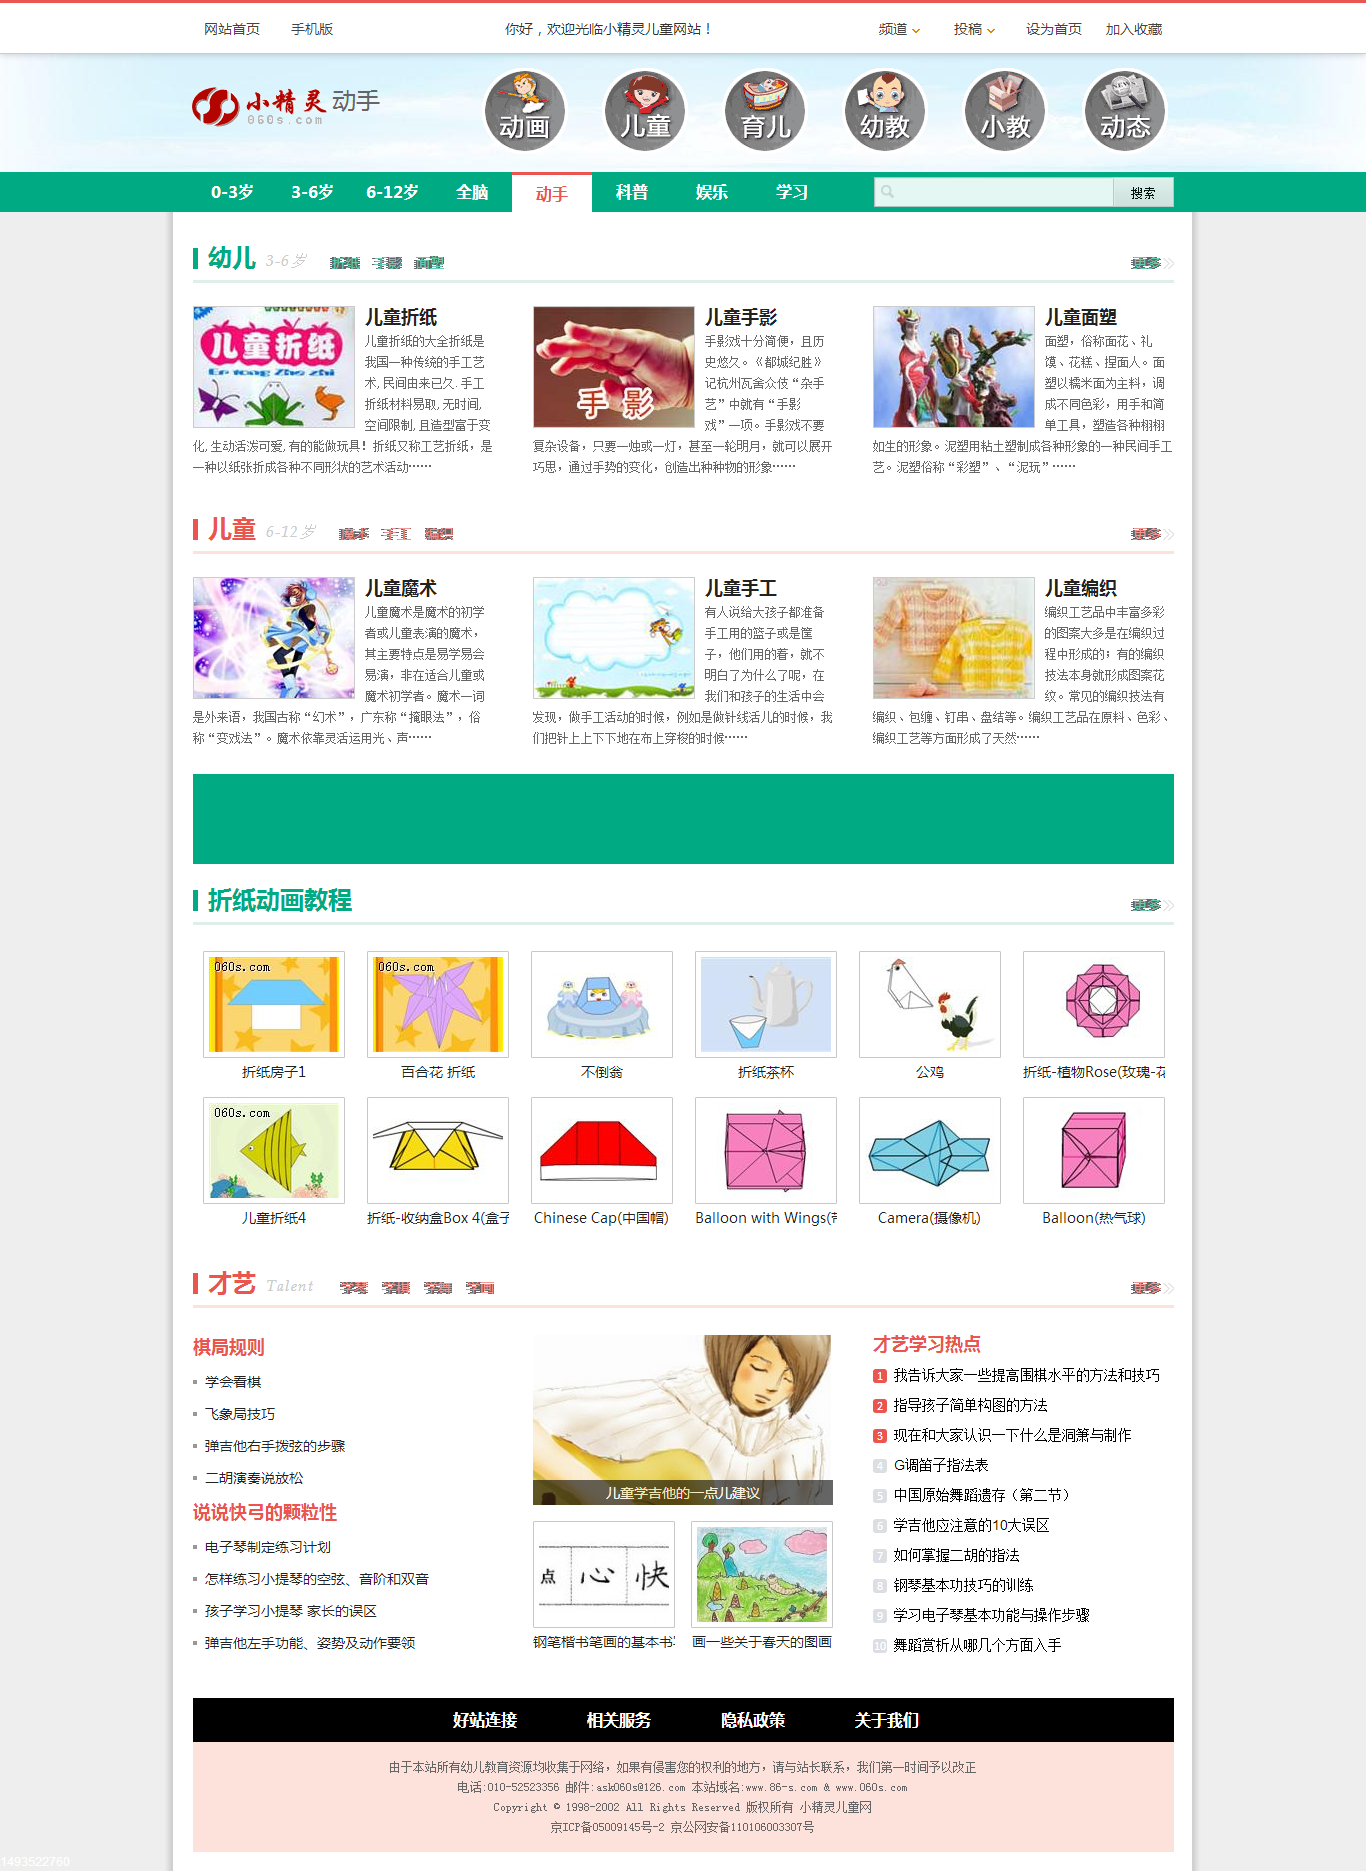 网站首页 手机版 你好，欢迎光临小精灵儿童网站！ 频道 投稿 设为首页 加入收藏
小精灵 动手
060s.com
动画 儿童 育儿 幼教 小教 动态
0-3岁 3-6岁 6-12岁 全脑 动手 科普 娱乐 学习 搜索
幼儿 3-6岁 折纸 手影 面塑 更多
儿童折纸
儿童折纸
Er tong Zhe zhi
儿童折纸的大全折纸是
我国一种传统的手工艺
术, 民间由来已久. 手工
折纸材料易取, 无时间,
空间限制, 且造型富于变
化, 生动活泼可爱, 有的能做玩具! 折纸又称工艺折纸，是
一种以纸张折成各种不同形状的艺术活动……
手 影
儿童手影
手影戏十分简便，且历
史悠久。《都城纪胜》
记杭州瓦舍众伎“杂手
艺”中就有“手影
戏”一项。手影戏不要
复杂设备，只要一烛或一灯，甚至一轮明月，就可以展开
巧思，通过手势的变化，创造出种种物的形象……
儿童面塑
面塑，俗称面花、礼
馍、花糕、捏面人。面
塑以糯米面为主料，调
成不同色彩，用手和简
单工具，塑造各种栩栩
如生的形象。泥塑用粘土塑制成各种形象的一种民间手工
艺。泥塑俗称“彩塑”、“泥玩”……
儿童 6-12岁 魔术 手工 编织 更多
儿童魔术
儿童魔术是魔术的初学
者或儿童表演的魔术，
其主要特点是易学易会
易演，非在适合儿童或
魔术初学者。魔术一词
是外来语，我国古称“幻术”，广东称“掩眼法”，俗
称“变戏法”。魔术依靠灵活运用光、声……
儿童手工
有人说给大孩子都准备
手工用的篮子或是筐
子，他们用的着，就不
明白了为什么了呢，在
我们和孩子的生活中会
发现，做手工活动的时候，例如是做针线活儿的时候，我
们把针上上下下地在布上穿梭的时候……
儿童编织
编织工艺品中丰富多彩
的图案大多是在编织过
程中形成的；有的编织
技法本身就形成图案花
纹。常见的编织技法有
编织、包缠、钉串、盘结等。编织工艺品在原料、色彩、
编织工艺等方面形成了天然……
折纸动画教程 更多
060s.com 060s.com
折纸房子1 百合花 折纸 不倒翁 折纸茶杯 公鸡 折纸-植物Rose(玫瑰-花
060s.com
儿童折纸4 折纸-收纳盒Box 4(盒子 Chinese Cap(中国帽) Balloon with Wings(带 Camera(摄像机) Balloon(热气球)
才艺 Talent 更多
棋局规则
学会看棋
飞象局技巧
弹吉他右手拨弦的步骤
二胡演奏说放松
说说快弓的颗粒性
电子琴制定练习计划
怎样练习小提琴的空弦、音阶和双音
孩子学习小提琴 家长的误区
弹吉他左手功能、姿势及动作要领
儿童学吉他的一点儿建议
点 心 快
钢笔楷书笔画的基本书写 画一些关于春天的图画
才艺学习热点
1 我告诉大家一些提高围棋水平的方法和技巧
2 指导孩子简单构图的方法
3 现在和大家认识一下什么是洞箫与制作
4 G调笛子指法表
5 中国原始舞蹈遗存（第二节）
6 学吉他应注意的10大误区
7 如何掌握二胡的指法
8 钢琴基本功技巧的训练
9 学习电子琴基本功能与操作步骤
10 舞蹈赏析从哪几个方面入手
好站连接 相关服务 隐私政策 关于我们
由于本站所有幼儿教育资源均收集于网络，如果有侵害您的权利的地方，请与站长联系，我们第一时间予以改正
电话:010-52523356 邮件:ask060s@126.com 本站域名:www.86-s.com & www.060s.com
Copyright © 1998-2002 All Rights Reserved 版权所有 小精灵儿童网
京ICP备05009145号-2 京公网安备110106003307号
1493522760